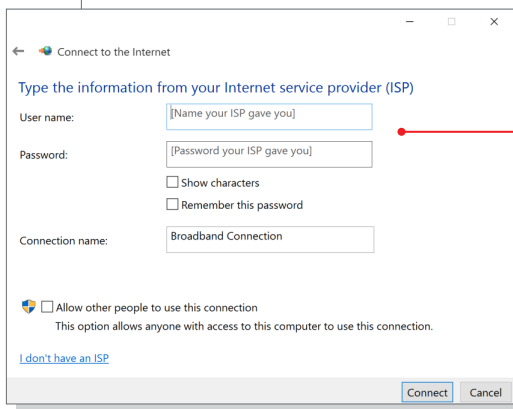 Connect to the Internet
Type the information from your Internet service provider (ISP)
User name:
[Name your ISP gave you]
Password:
[Password your ISP gave you]
Show characters
Remember this password
Connection name:
Broadband Connection
Allow other people to use this connection
This option allows anyone with access to this computer to use this connection.
I don't have an ISP
Connect
Cancel